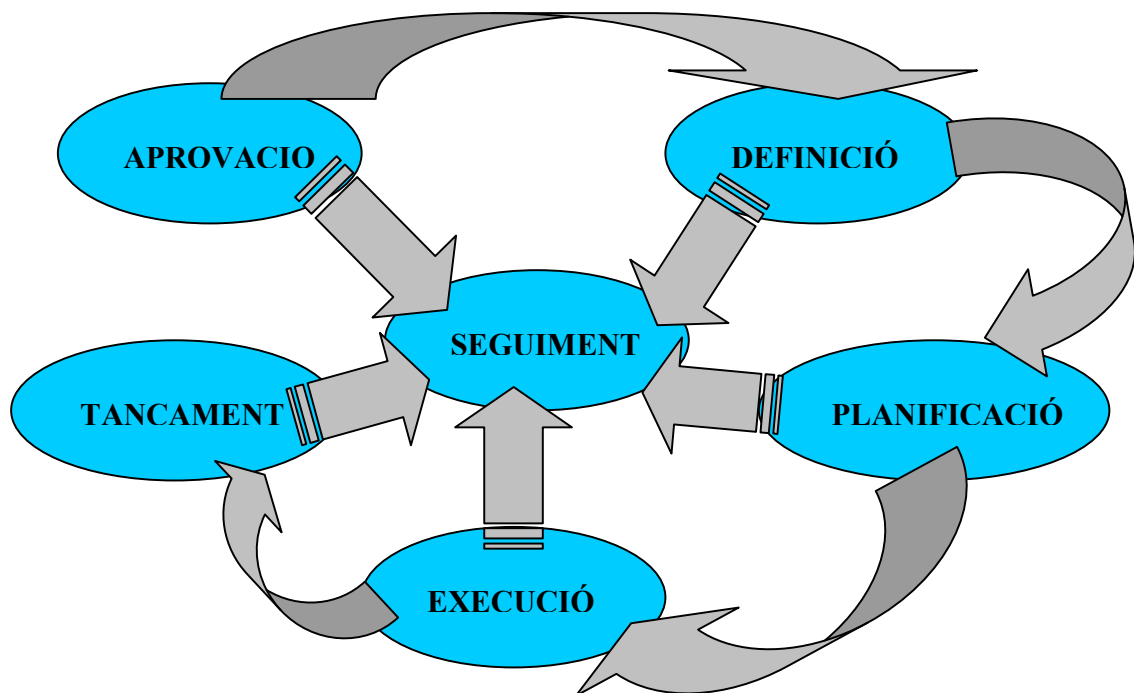 APROVACIO
DEFINICIÓ
SEGUIMENT
TANCAMENT
PLANIFICACIÓ
EXECUCIÓ